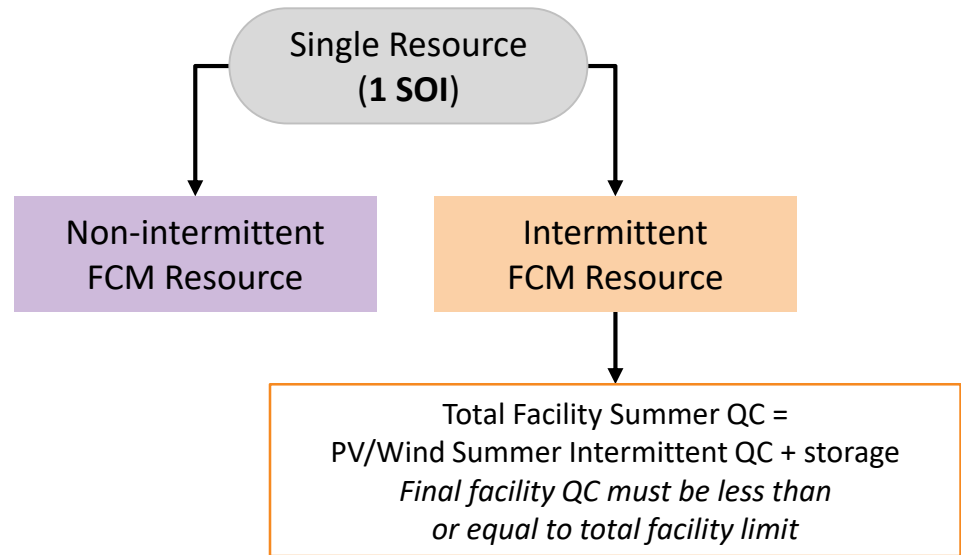 Single Resource
(1 SOI)
Non-intermittent
FCM Resource
Intermittent
FCM Resource
Total Facility Summer QC =
PV/Wind Summer Intermittent QC + storage
Final facility QC must be less than
or equal to total facility limit